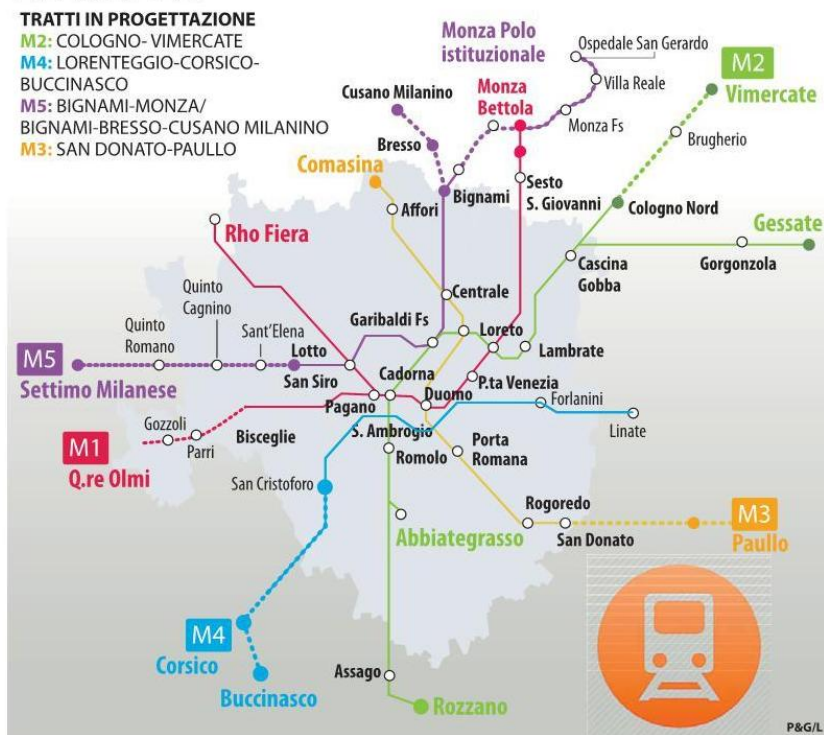 TRATTI IN PROGETTAZIONE
M2: COLOGNO- VIMERCATE
M4: LORENTEGGIO-CORSICO-
BUCCINASCO
M5: BIGNAMI-MONZA/
BIGNAMI-BRESSO-CUSANO MILANINO
M3: SAN DONATO-PAULLO
Monza Polo
istituzionale
Ospedale San Gerardo
Villa Reale
Monza Fs
M2
Vimercate
Brugherio
Cusano Milanino
Bresso
Monza
Bettola
Comasina
Affori
Bignami
Sesto
S. Giovanni
Cologno Nord
Gessate
Rho Fiera
Cascina
Gobba
Gorgonzola
Centrale
Quinto
Cagnino
Quinto
Romano
Sant'Elena
Garibaldi Fs
Loreto
Lambrate
M5
Settimo Milanese
Lotto
San Siro
Cadorna
P.ta Venezia
Pagano
Duomo
Forlanini
Linate
Gozzoli
Parri
Bisceglie
S. Ambrogio
Romolo
Porta
Romana
M1
Q.re Olmi
San Cristoforo
Rogoredo
San Donato
M3
Paullo
Abbiategrasso
M4
Corsico
Buccinasco
Assago
Rozzano
P&G/L